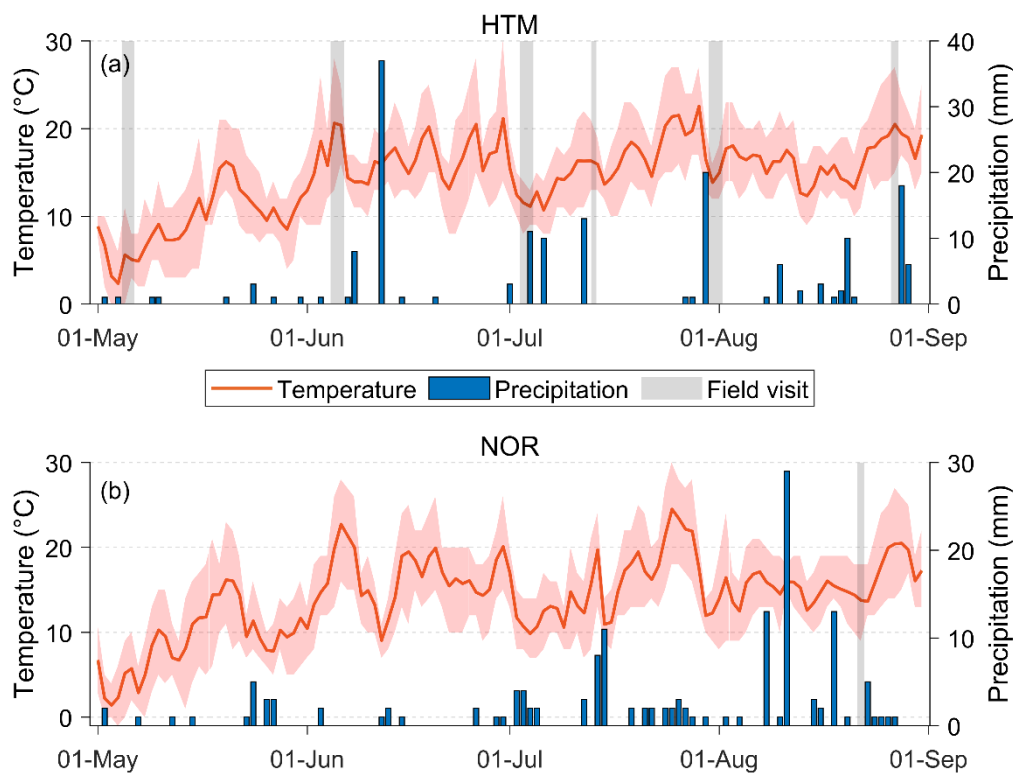 HTM
(a)
Temperature (°C)
30
20
10
0
Precipitation (mm)
40
30
20
10
0
01-May 01-Jun 01-Jul 01-Aug 01-Sep
Temperature Precipitation Field visit
NOR
(b)
Temperature (°C)
30
20
10
0
Precipitation (mm)
30
20
10
0
01-May 01-Jun 01-Jul 01-Aug 01-Sep